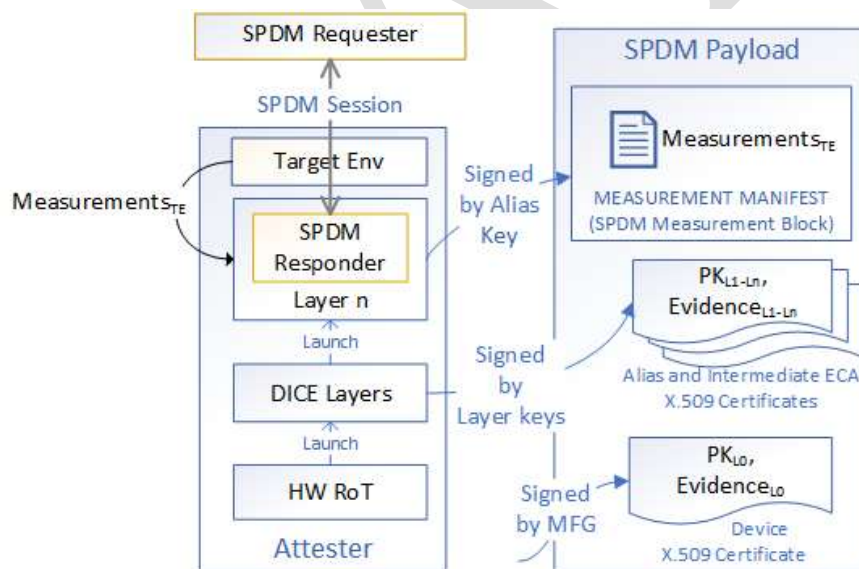 SPDM Requester
SPDM Session
Target Env
Measurements_TE
SPDM
Responder
Layer n
Launch
DICE Layers
Launch
HW RoT
Attester
Signed
by Alias
Key
Signed
by
Layer keys
Signed
by MFG
SPDM Payload
Measurements_TE
MEASUREMENT MANIFEST
(SPDM Measurement Block)
PK_L1-Ln,
Evidence_L1-Ln
Alias and Intermediate ECA
X.509 Certificates
PK_L0,
Evidence_L0
Device
X.509 Certificate